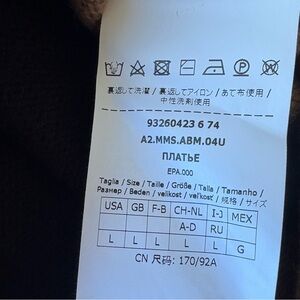 裏返して洗濯 / 裏返してアイロン / あて布使用 /
中性洗剤使用
93260423 6 74
A2.MMS.ABM.04U
ПЛАТЬЕ
EPA.000
Taglia / Size / Taille / Größe / Talla / Tamanho /
Размер / Beden / velikost / veľkosť / 规格 / サイズ
USA GB F-B CH-NL I-J MEX
A-D RU
L L L L L G
CN 尺码: 170/92A